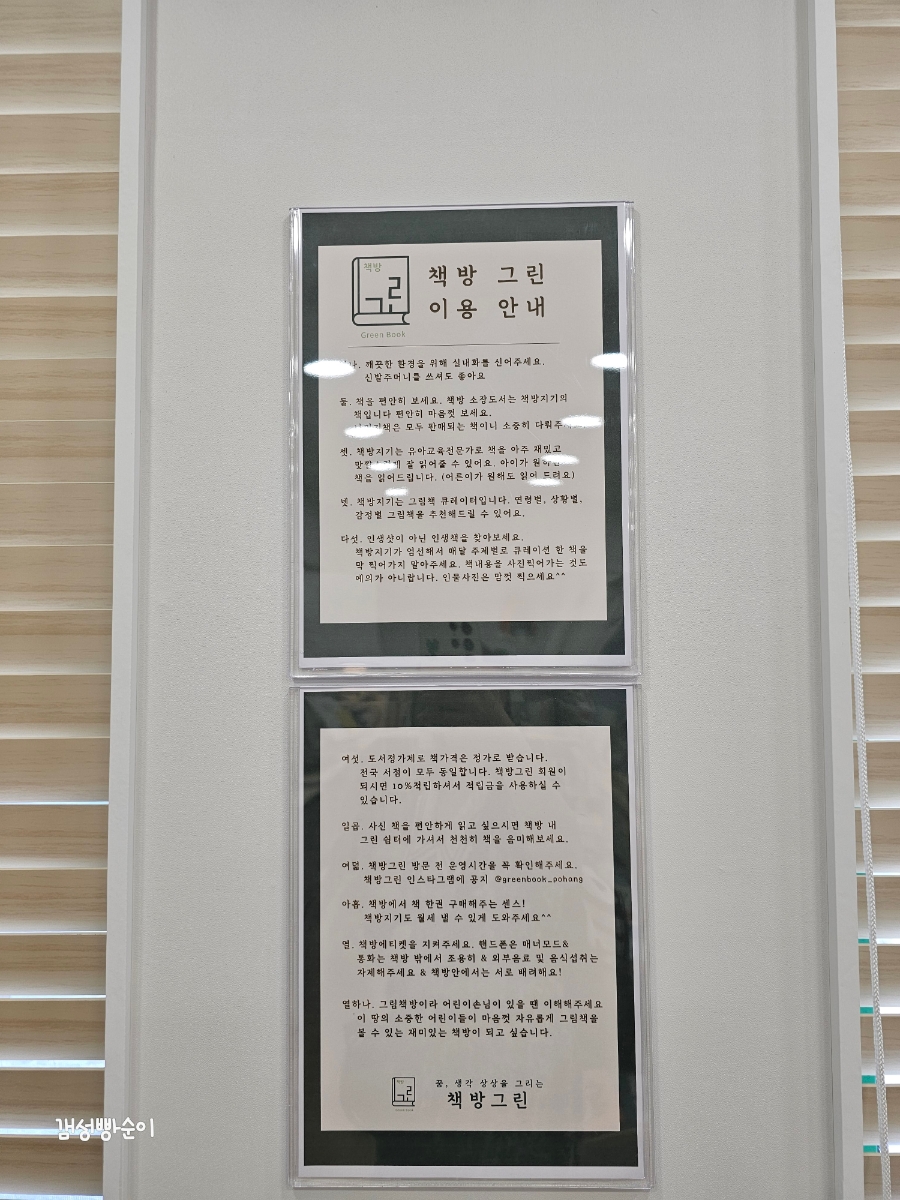 책방
그린
Green Book
책방 그린
이용 안내
하나. 깨끗한 환경을 위해 실내화를 신어주세요.
신발주머니를 쓰셔도 좋아요
둘. 책을 편안히 보세요. 책방 소장도서는 책방지기의
책입니다 편안히 마음껏 보세요.
책은 모두 판매되는 책이니 소중히
셋. 책방지기는 유아교육전문가로 책을 아주 재밌고
잘 읽어줄 수 있어요. 아이가
책을 읽어드립니다. (어른이가 원해도 읽어 드려요)
넷. 책방지기는 그림책 큐레이터입니다. 연령별, 상황별,
감정별 그림책을 추천해드릴 수 있어요.
다섯. 인생샷이 아닌 인생책을 찾아보세요.
책방지기가 엄선해서 매달 주제별로 큐레이션 한 책을
막 찍어가지 말아주세요. 책내용을 사진찍어가는 것도
예의가 아니랍니다. 인물사진은 맘껏 찍으세요^^
여섯. 도서정가제로 책가격은 정가로 받습니다.
전국 서점이 모두 동일합니다. 책방그린 회원이
되시면 10%적립하셔서 적립금을 사용하실 수
있습니다.
일곱. 사신 책을 편안하게 읽고 싶으시면 책방 내
그린 쉼터에 가셔서 천천히 책을 음미해보세요.
여덟. 책방그린 방문 전 운영시간을 꼭 확인해주세요.
책방그린 인스타그램에 공지 @greenbook_pohang
아홉. 책방에서 책 한권 구매해주는 센스!
책방지기도 월세 낼 수 있게 도와주세요^^
열. 책방에티켓을 지켜주세요. 핸드폰은 매너모드&
통화는 책방 밖에서 조용히 & 외부음료 및 음식섭취는
자제해주세요 & 책방안에서는 서로 배려해요!
열하나. 그림책방이라 어린이손님이 있을 땐 이해해주세요
이 땅의 소중한 어린이들이 마음껏 자유롭게 그림책을
볼 수 있는 재미있는 책방이 되고 싶습니다.
책방
그린
꿈, 생각 상상을 그리는
책방그린
갬성빵순이